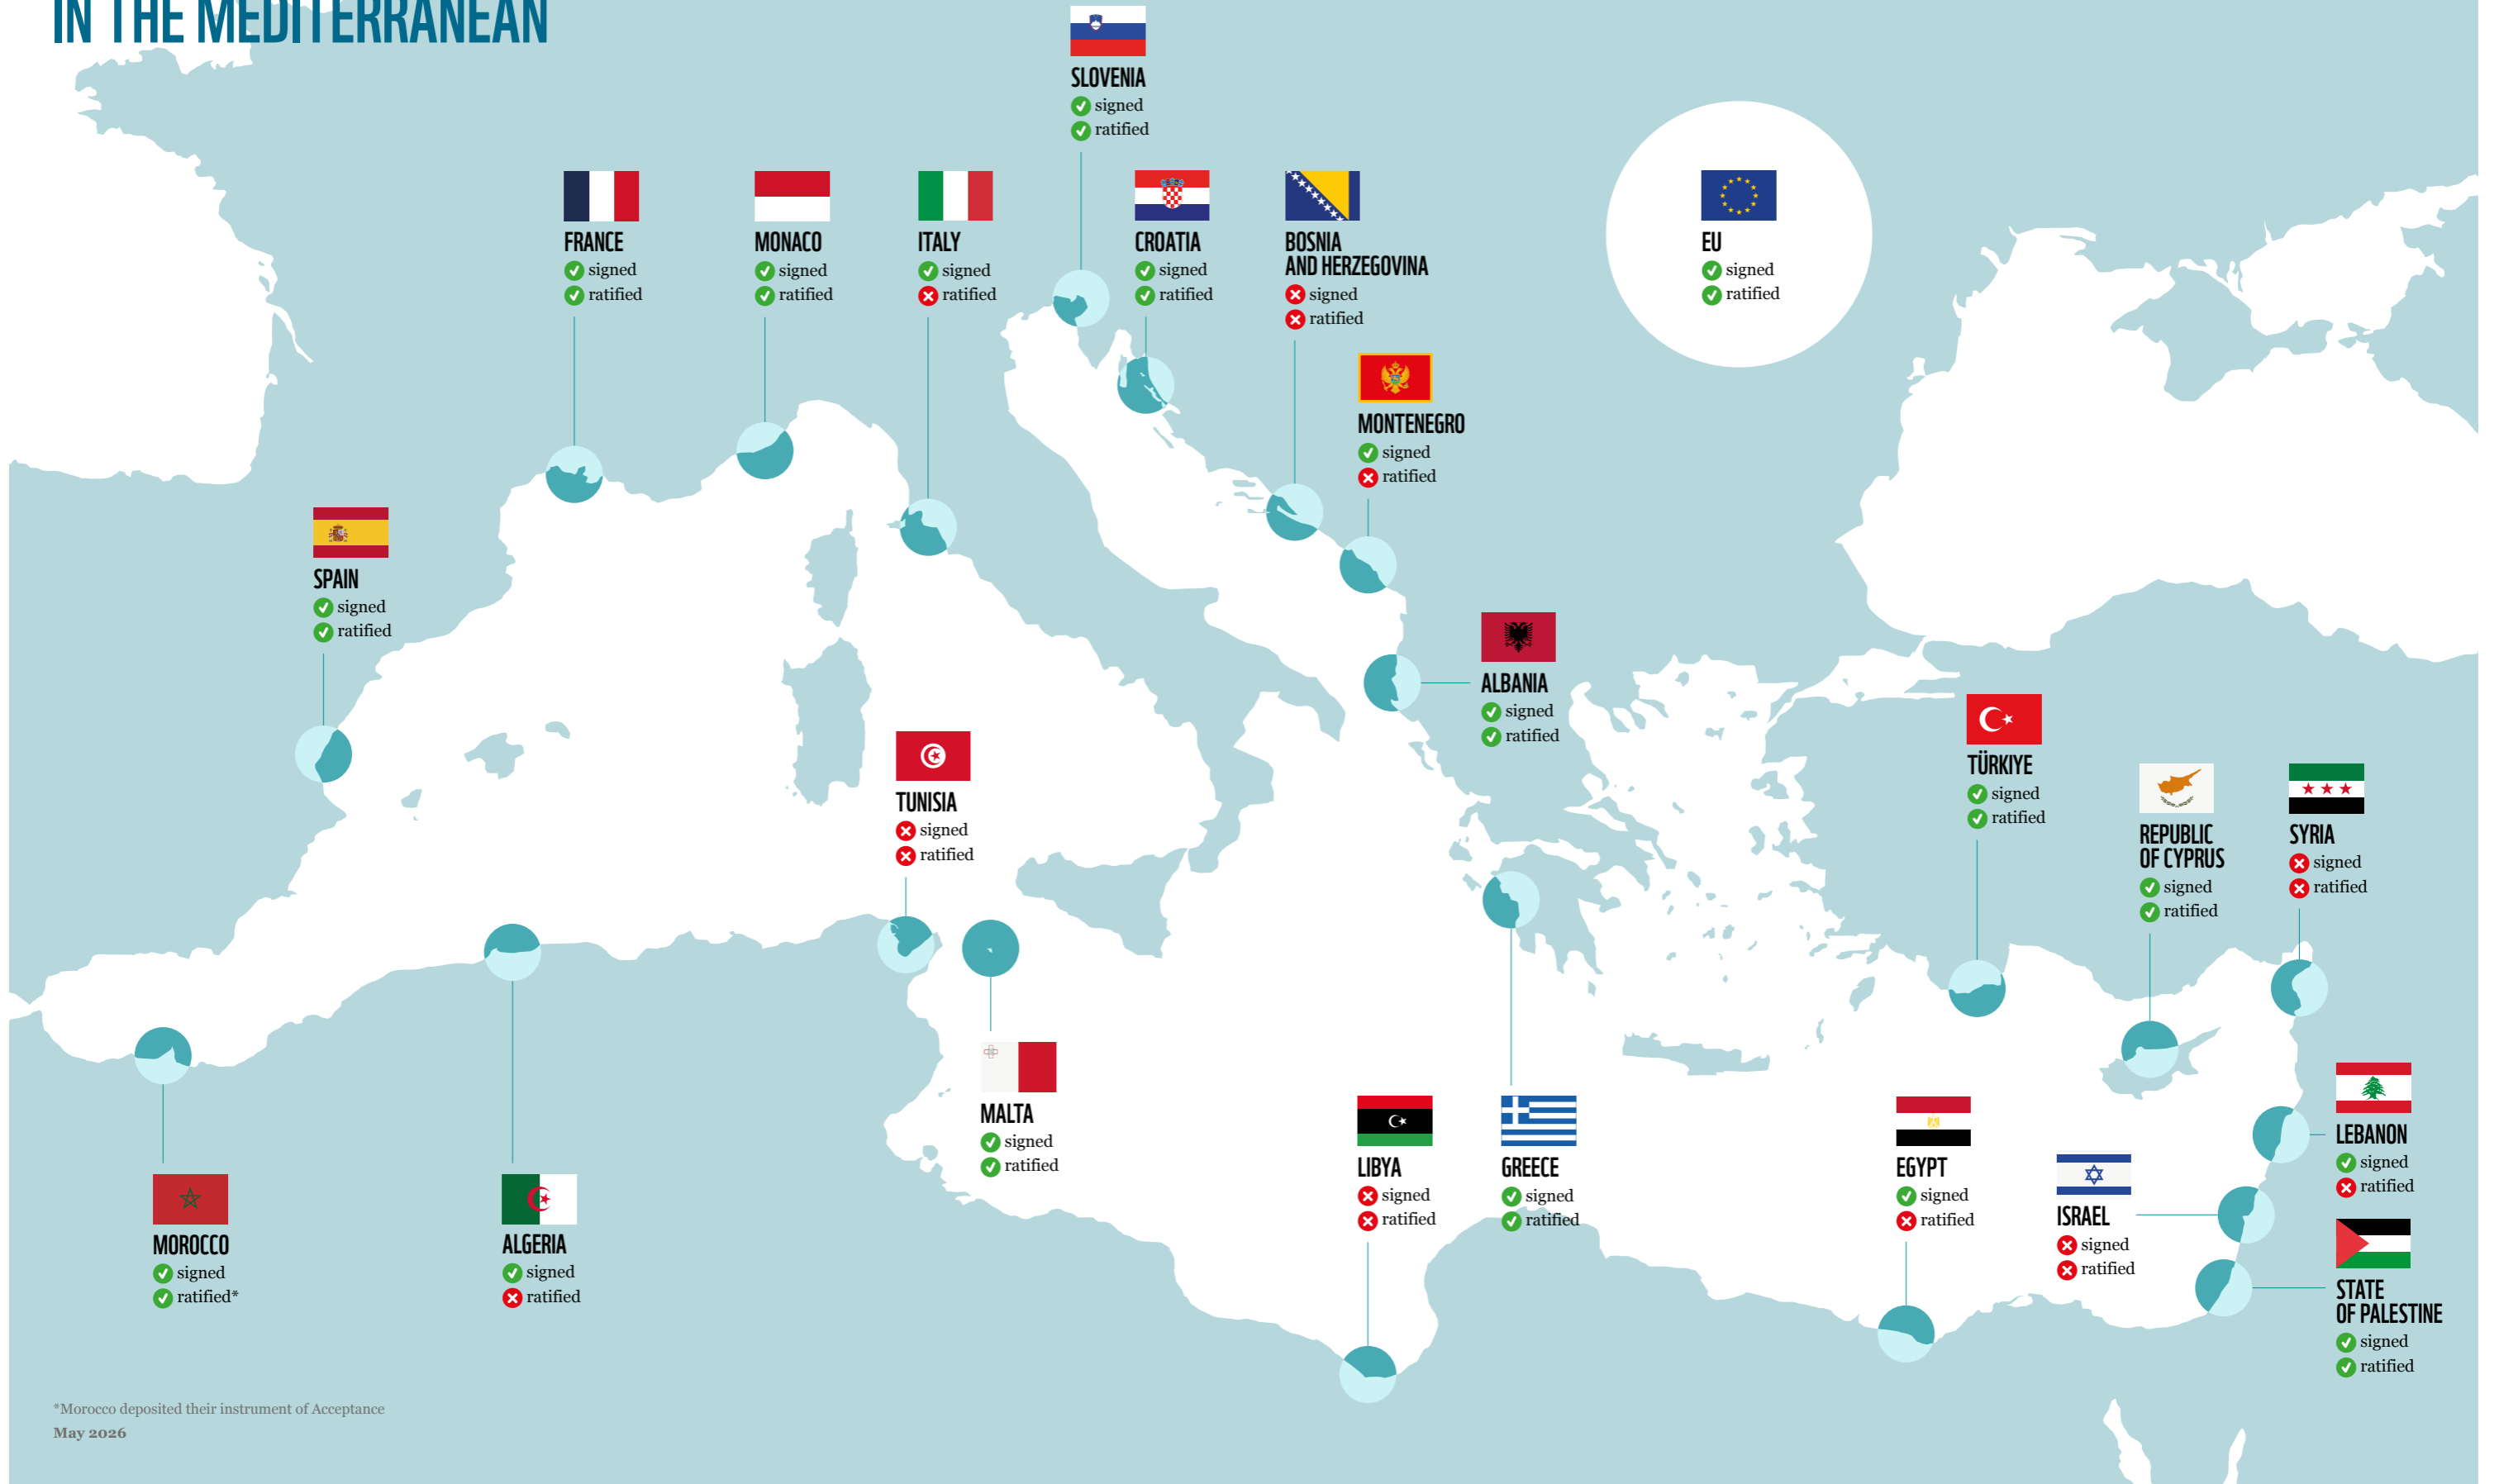 IN THE MEDITERRANEAN
SLOVENIA
signed
ratified
FRANCE
signed
ratified
MONACO
signed
ratified
ITALY
signed
ratified
CROATIA
signed
ratified
BOSNIA
AND HERZEGOVINA
signed
ratified
EU
signed
ratified
MONTENEGRO
signed
ratified
SPAIN
signed
ratified
ALBANIA
signed
ratified
TUNISIA
signed
ratified
TÜRKIYE
signed
ratified
REPUBLIC
OF CYPRUS
signed
ratified
SYRIA
signed
ratified
MALTA
signed
ratified
LIBYA
signed
ratified
GREECE
signed
ratified
EGYPT
signed
ratified
LEBANON
signed
ratified
ISRAEL
signed
ratified
MOROCCO
signed
ratified*
ALGERIA
signed
ratified
STATE
OF PALESTINE
signed
ratified
*Morocco deposited their instrument of Acceptance
May 2026